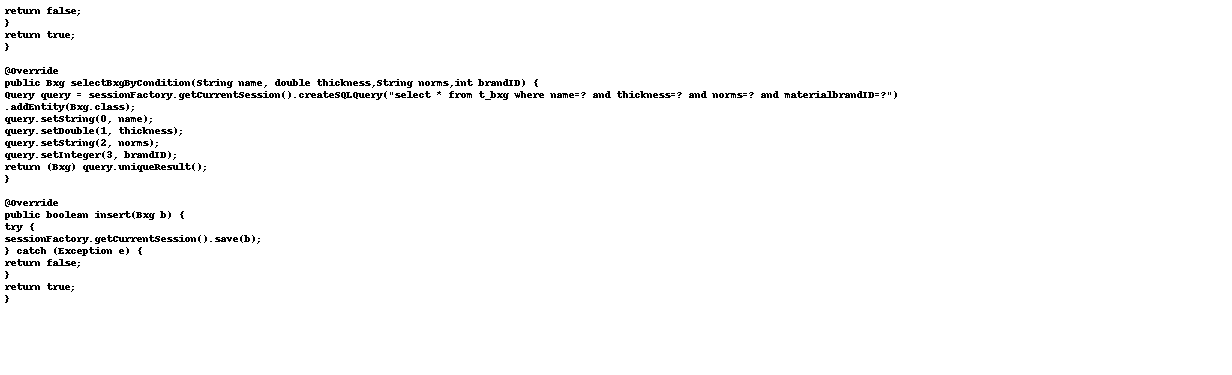 return false;
}
return true;
}
@Override
public Bxg selectBxgByCondition(String name, double thickness,String norms,int brandID) {
Query query = sessionFactory.getCurrentSession().createSQLQuery("select * from t_bxg where name=? and thickness=? and norms=? and materialbrandID=?")
.addEntity(Bxg.class);
query.setString(0, name);
query.setDouble(1, thickness);
query.setString(2, norms);
query.setInteger(3, brandID);
return (Bxg) query.uniqueResult();
}
@Override
public boolean insert(Bxg b) {
try {
sessionFactory.getCurrentSession().save(b);
} catch (Exception e) {
return false;
}
return true;
}